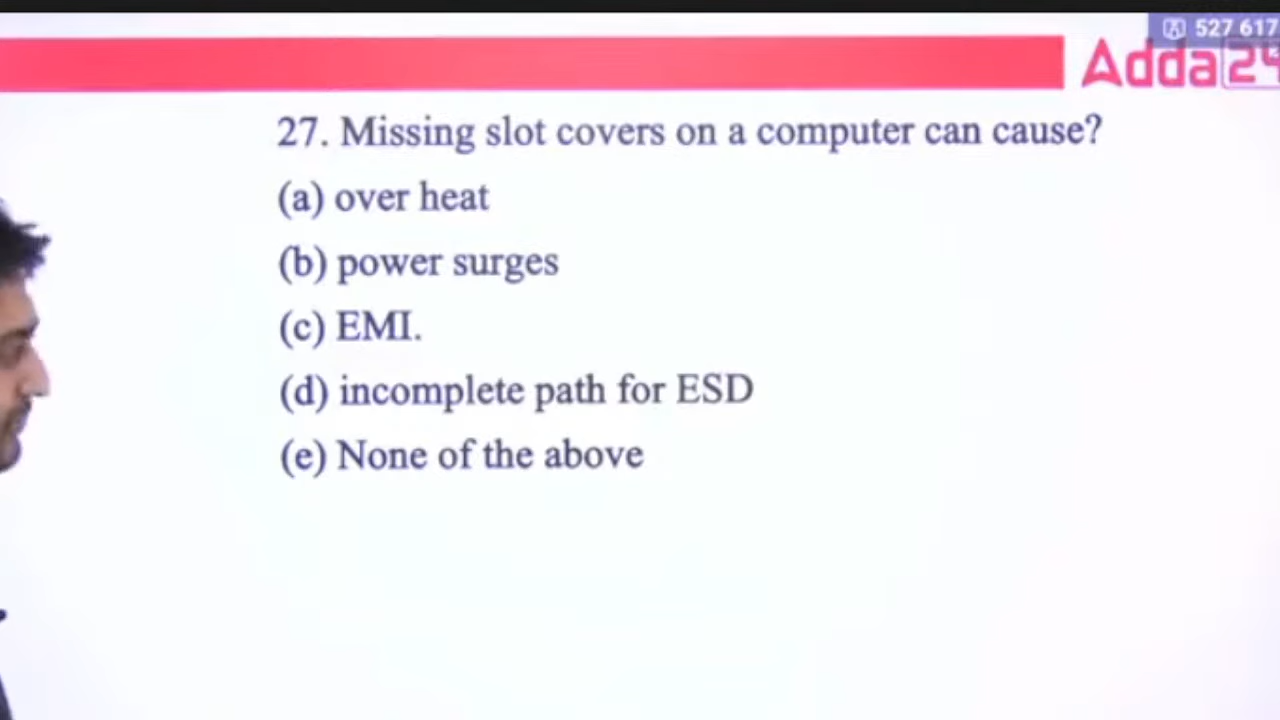 527 617
Adda24
27. Missing slot covers on a computer can cause?
(a) over heat
(b) power surges
(c) EMI.
(d) incomplete path for ESD
(e) None of the above